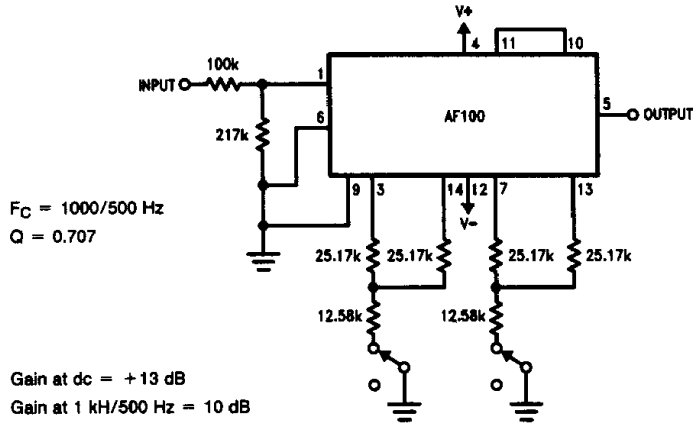 V+
4 11 10
100k
INPUT 1
5 OUTPUT
AF100
6
217k
9 3 14 12 7 13
V-
FC = 1000/500 Hz
Q = 0.707
25.17k 25.17k 25.17k 25.17k
12.58k 12.58k
Gain at dc = +13 dB
Gain at 1 kH/500 Hz = 10 dB